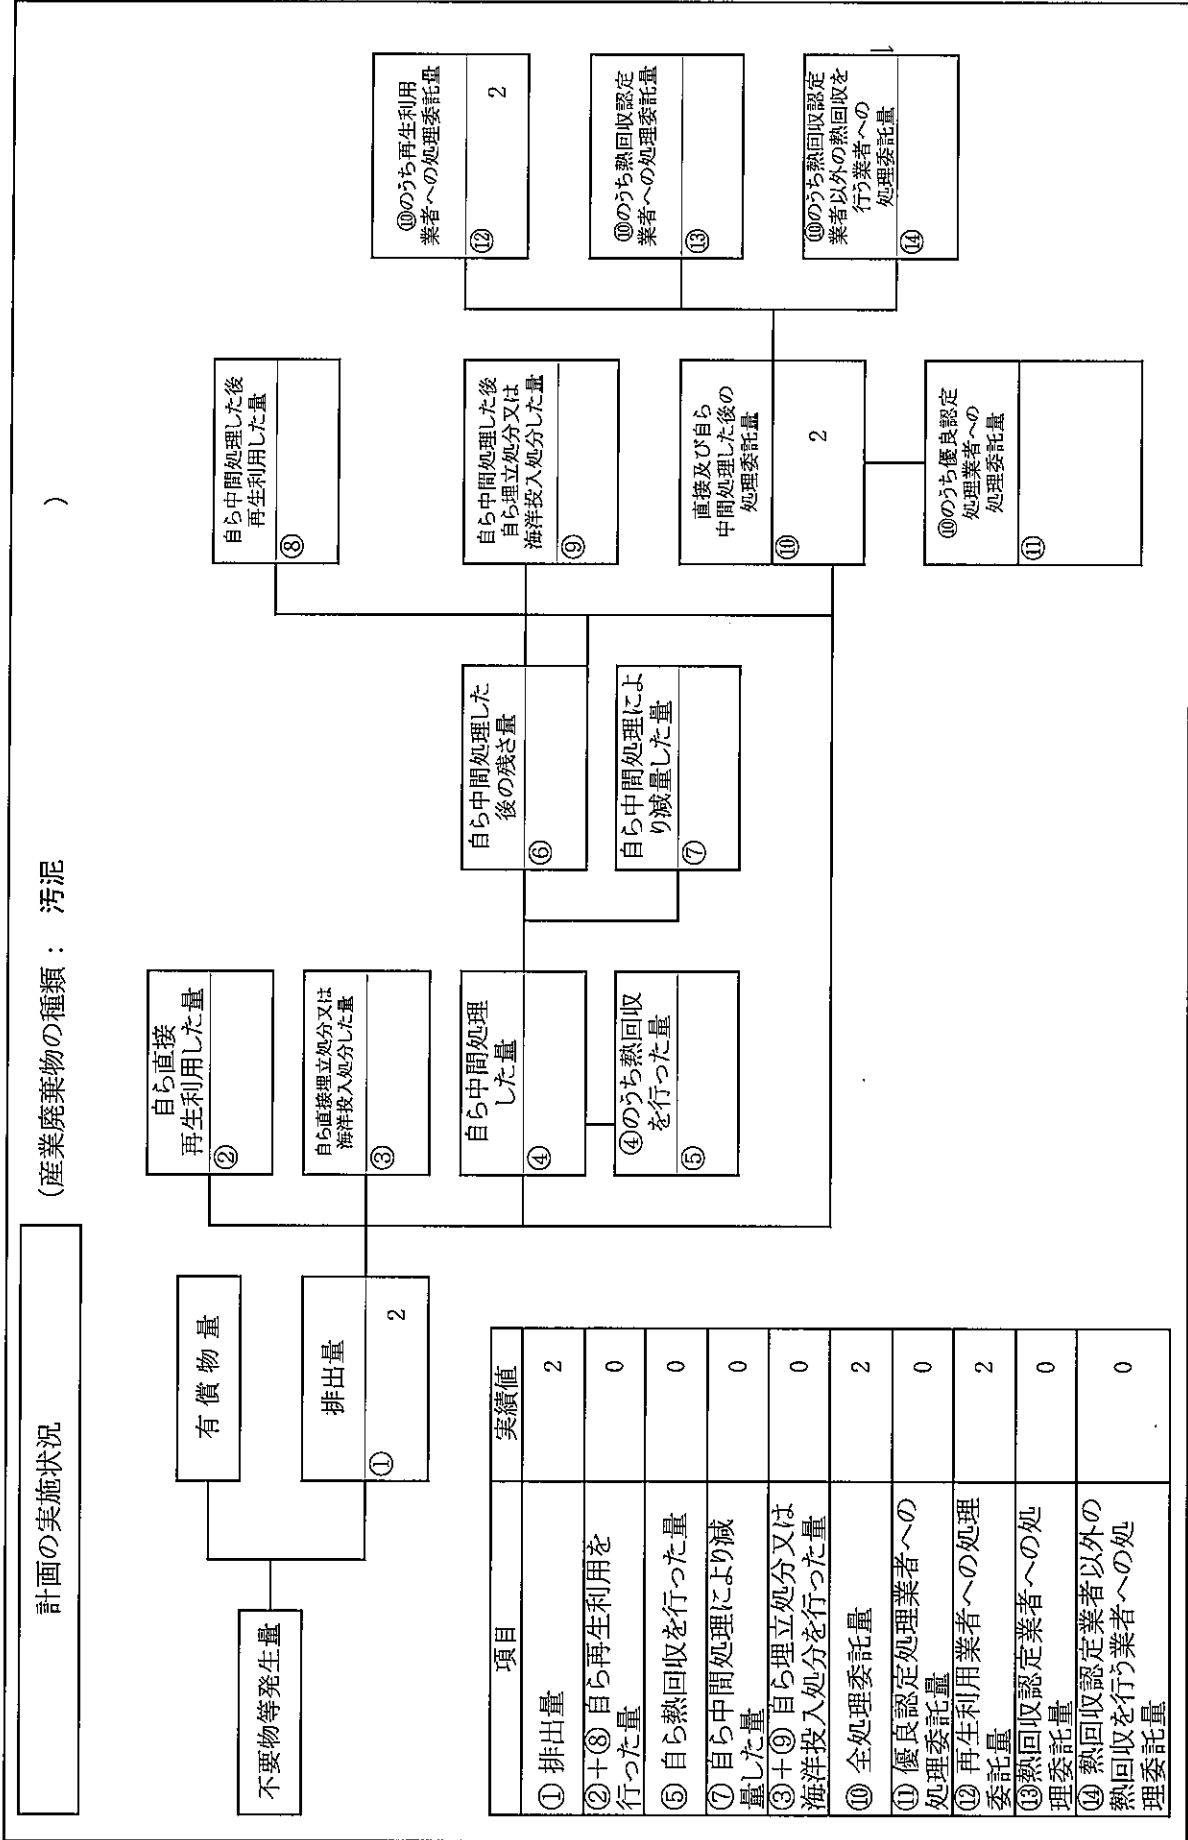 計画の実施状況
(産業廃棄物の種類： 汚泥 )
不要物等発生量
有 償 物 量
排出量
① 2
自ら直接
再生利用した量
②
自ら直接埋立処分又は
海洋投入処分した量
③
自ら中間処理
した量
④
④のうち熱回収
を行った量
⑤
自ら中間処理した
後の残さ量
⑥
自ら中間処理によ
り減量した量
⑦
自ら中間処理した後
再生利用した量
⑧
自ら中間処理した後
自ら埋立処分又は
海洋投入処分した量
⑨
直接及び自ら
中間処理した後の
処理委託量
⑩ 2
⑩のうち優良認定
処理業者への
処理委託量
⑪
⑩のうち再生利用
業者への処理委託量
⑫ 2
⑩のうち熱回収認定
業者への処理委託量
⑬
⑩のうち熱回収認定
業者以外の熱回収を
行う業者への
処理委託量
⑭
項目 実績値
① 排出量 2
②＋⑧ 自ら再生利用を
行った量 0
⑤ 自ら熱回収を行った量 0
⑦ 自ら中間処理により減
量した量 0
③＋⑨ 自ら埋立処分又は
海洋投入処分を行った量 0
⑩ 全処理委託量 2
⑪ 優良認定処理業者への
処理委託量 0
⑫ 再生利用業者への処理
委託量 2
⑬熱回収認定業者への処
理委託量 0
⑭ 熱回収認定業者以外の
熱回収を行う業者への処
理委託量 0